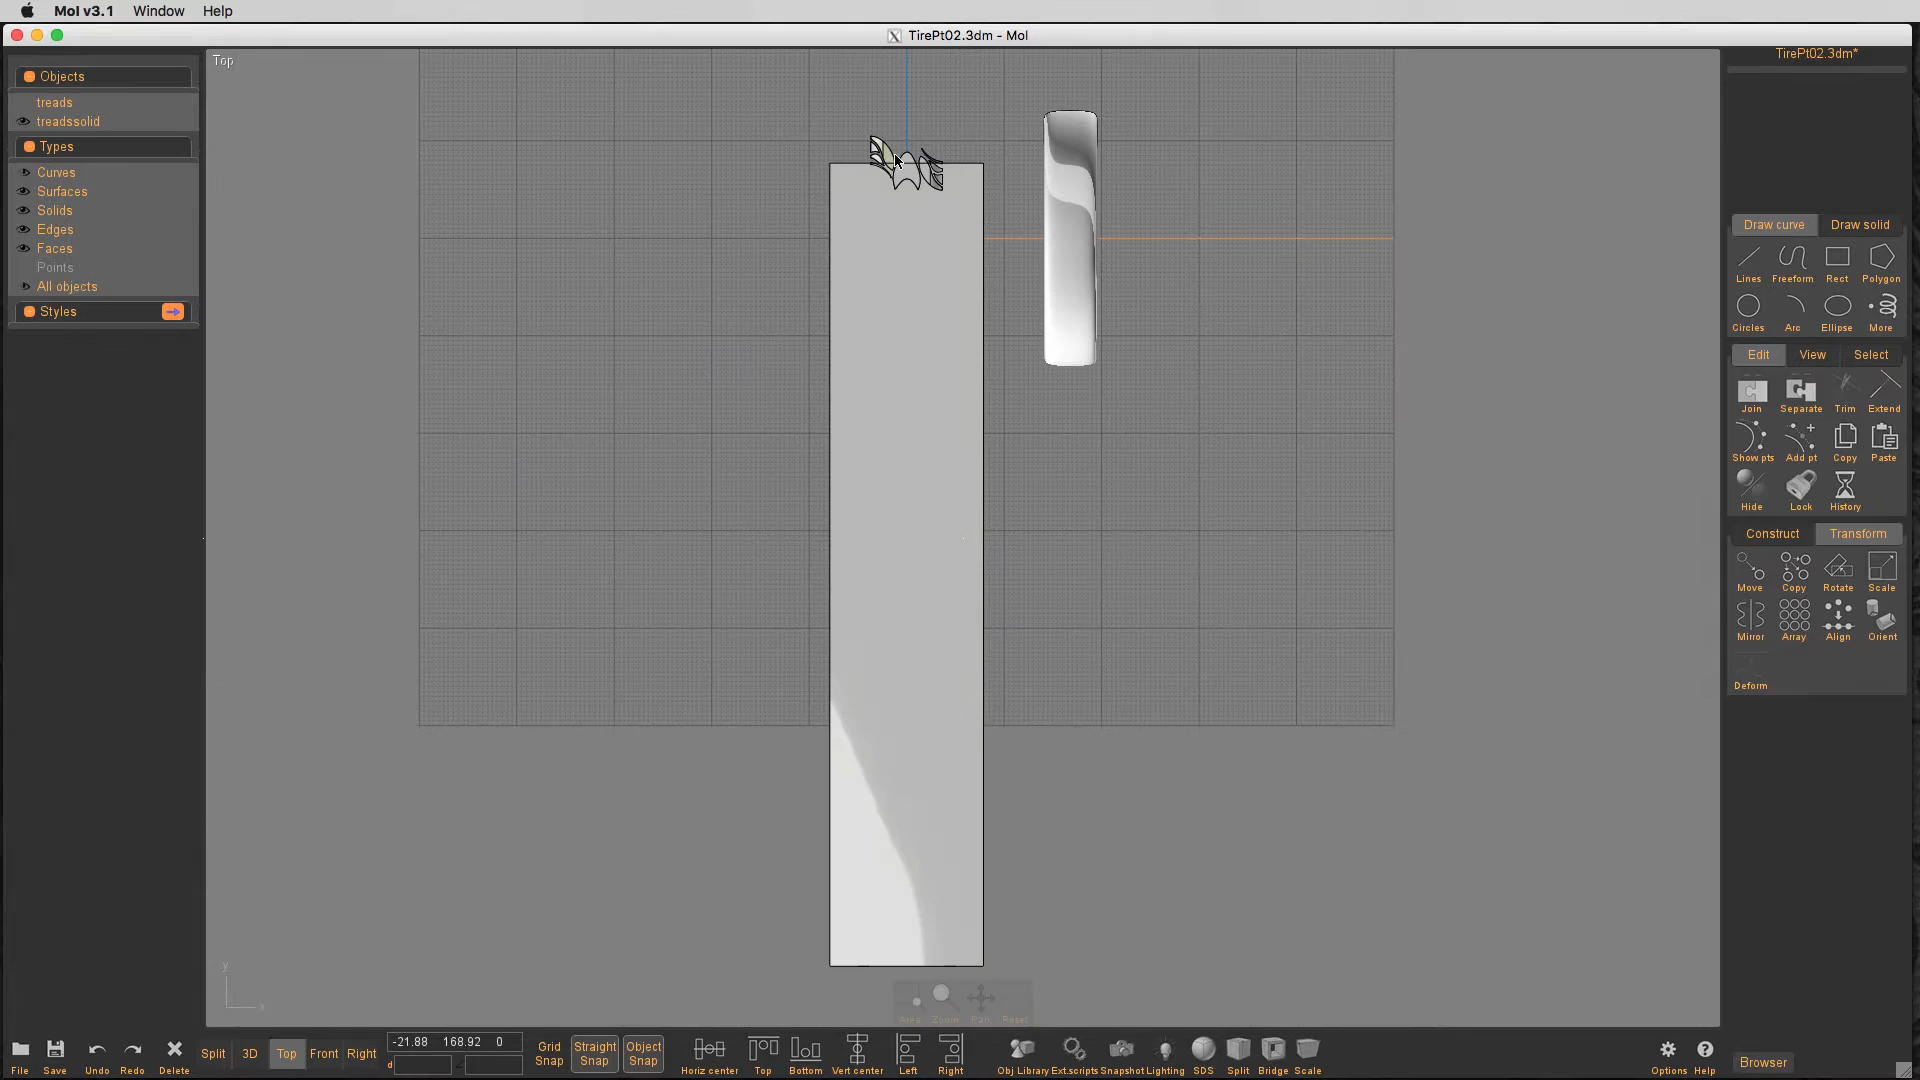 MoI v3.1 Window Help
TirePt02.3dm - MoI
Top
Objects
treads
treadssolid
Types
Curves
Surfaces
Solids
Edges
Faces
Points
All objects
Styles
TirePt02.3dm*
Draw curve Draw solid
Lines Freeform Rect Polygon
Circles Arc Ellipse More
Edit View Select
Join Separate Trim Extend
Show pts Add pt Copy Paste
Hide Lock History
Construct Transform
Move Copy Rotate Scale
Mirror Array Align Orient
Deform
y
x
Area Zoom Pan Reset
File Save Undo Redo Delete
Split 3D Top Front Right
-21.88 168.92 0
d
Grid Snap
Straight Snap
Object Snap
Horiz center Top Bottom Vert center Left Right
Obj Library Ext.scripts Snapshot Lighting SDS Split Bridge Scale
Options Help
Browser